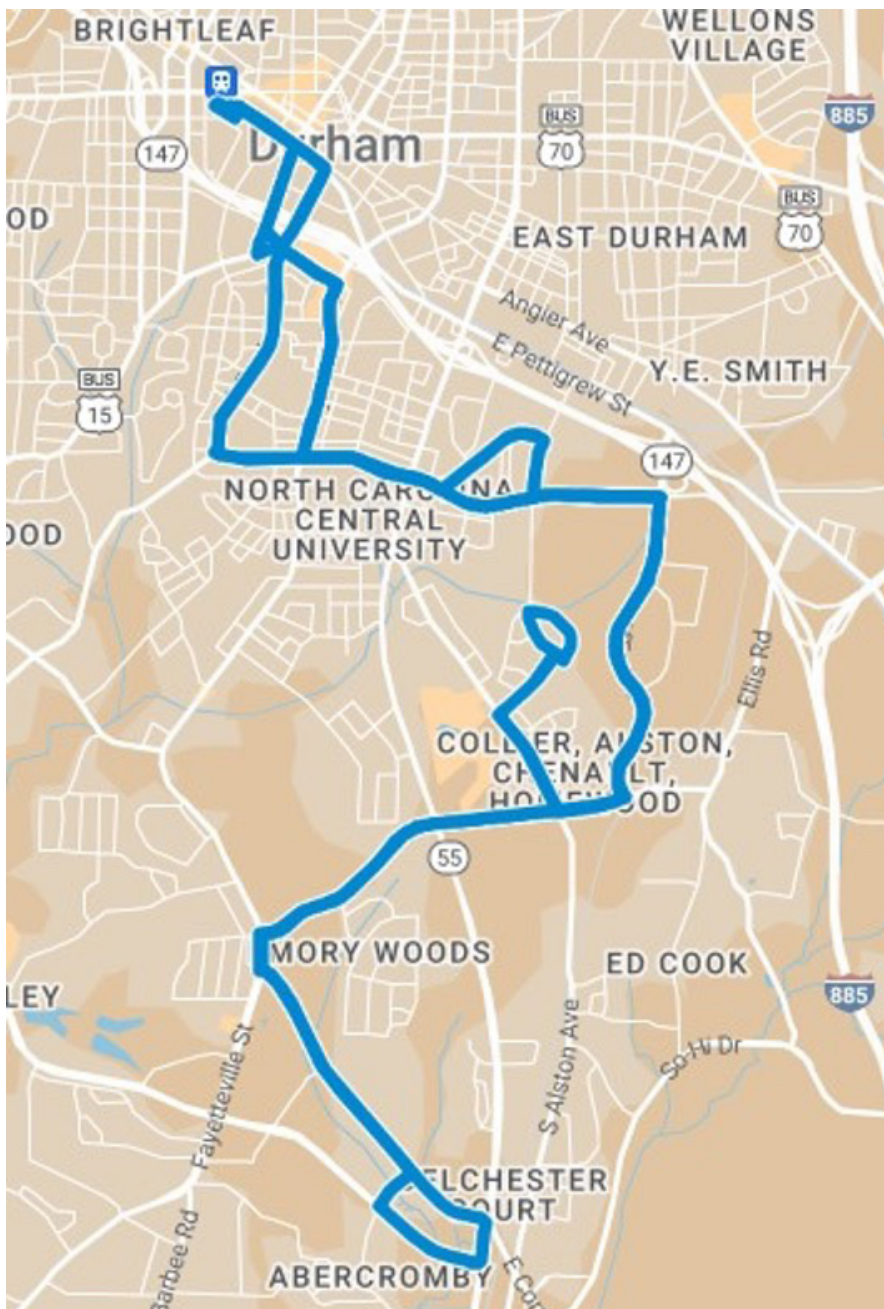 BRIGHTLEAF
WELLONS
VILLAGE
885
BUS
70
147
Durham
BUS
70
OD
EAST DURHAM
Angier Ave
E Pettigrew St
Y.E. SMITH
BUS
15
147
NORTH CAROLINA
CENTRAL
UNIVERSITY
OOD
Ellis Rd
COLLIER, ALSTON,
CHENAULT,
HOPEWOOD
55
MORY WOODS
ED COOK
LEY
885
So Hi Dr
S Alston Ave
Fayetteville St
ELCHESTER
COURT
Barbee Rd
ABERCROMBY
E Cor